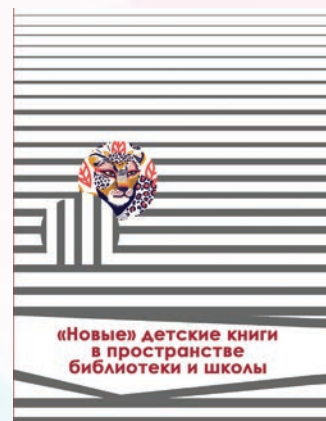 «Новые» детские книги
в пространстве
библиотеки и школы